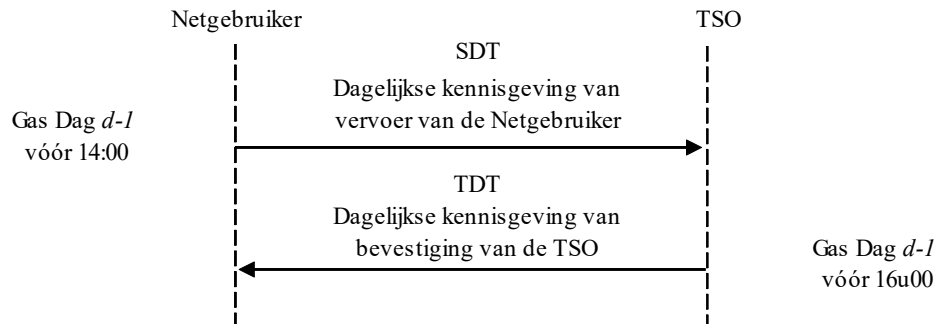 Netgebruiker
TSO
SDT
Dagelijkse kennisgeving van
vervoer van de Netgebruiker
Gas Dag d-1
vóór 14:00
TDT
Dagelijkse kennisgeving van
bevestiging van de TSO
Gas Dag d-1
vóór 16u00